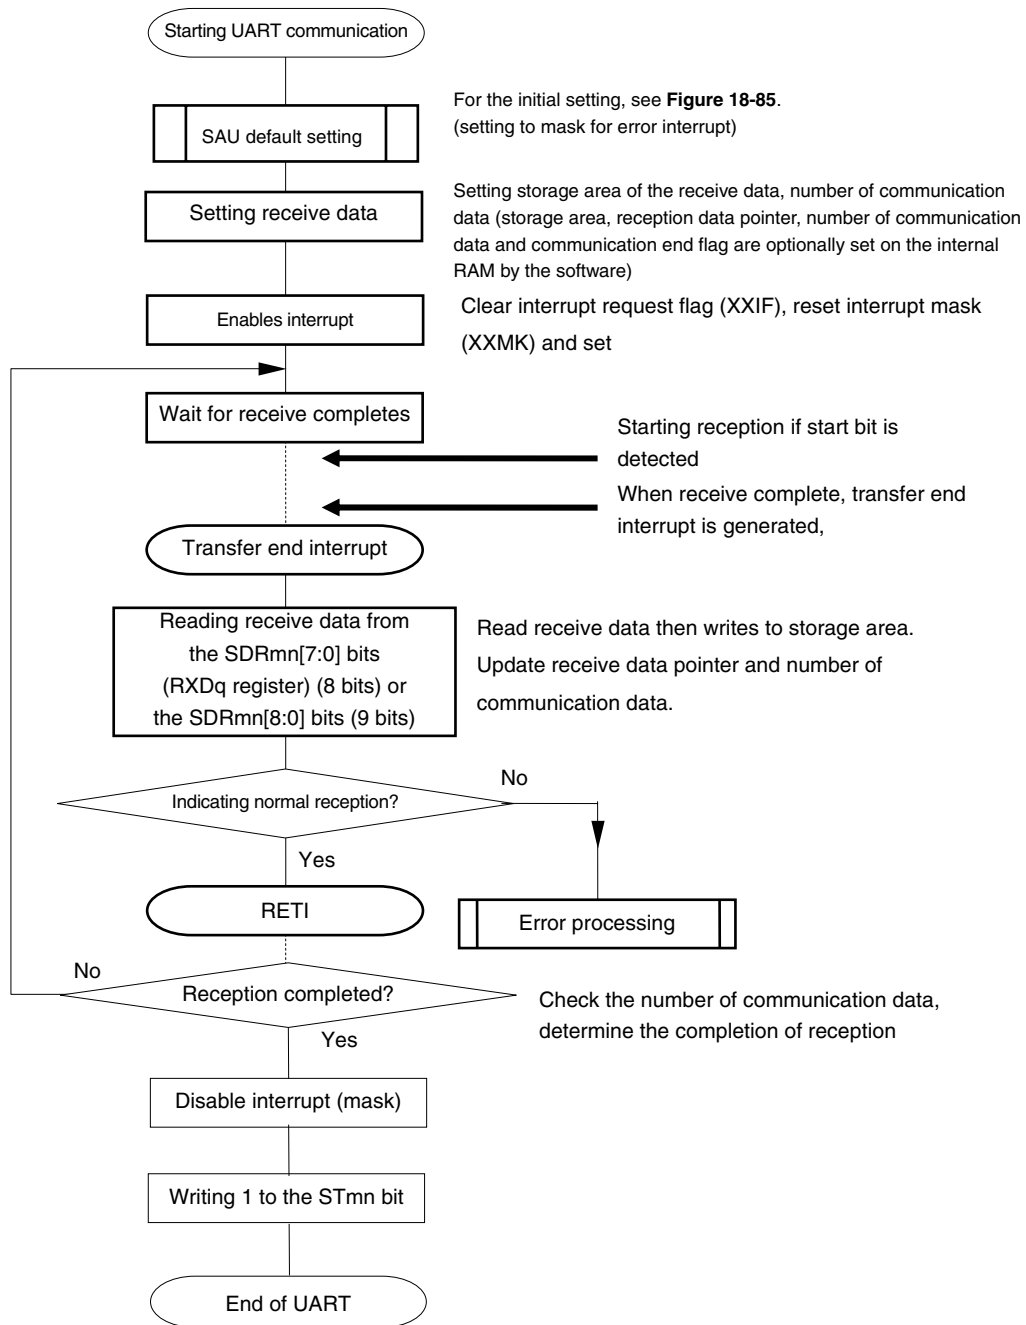 Starting UART communication
For the initial setting, see Figure 18-85.
(setting to mask for error interrupt)
SAU default setting
Setting storage area of the receive data, number of communication
data (storage area, reception data pointer, number of communication
data and communication end flag are optionally set on the internal
RAM by the software)
Setting receive data
Clear interrupt request flag (XXIF), reset interrupt mask
(XXMK) and set
Enables interrupt
Wait for receive completes
Starting reception if start bit is
detected
When receive complete, transfer end
interrupt is generated,
Transfer end interrupt
Reading receive data from
the SDRmn[7:0] bits
(RXDq register) (8 bits) or
the SDRmn[8:0] bits (9 bits)
Read receive data then writes to storage area.
Update receive data pointer and number of
communication data.
No
Indicating normal reception?
Yes
RETI
Error processing
No
Reception completed?
Check the number of communication data,
determine the completion of reception
Yes
Disable interrupt (mask)
Writing 1 to the STmn bit
End of UART